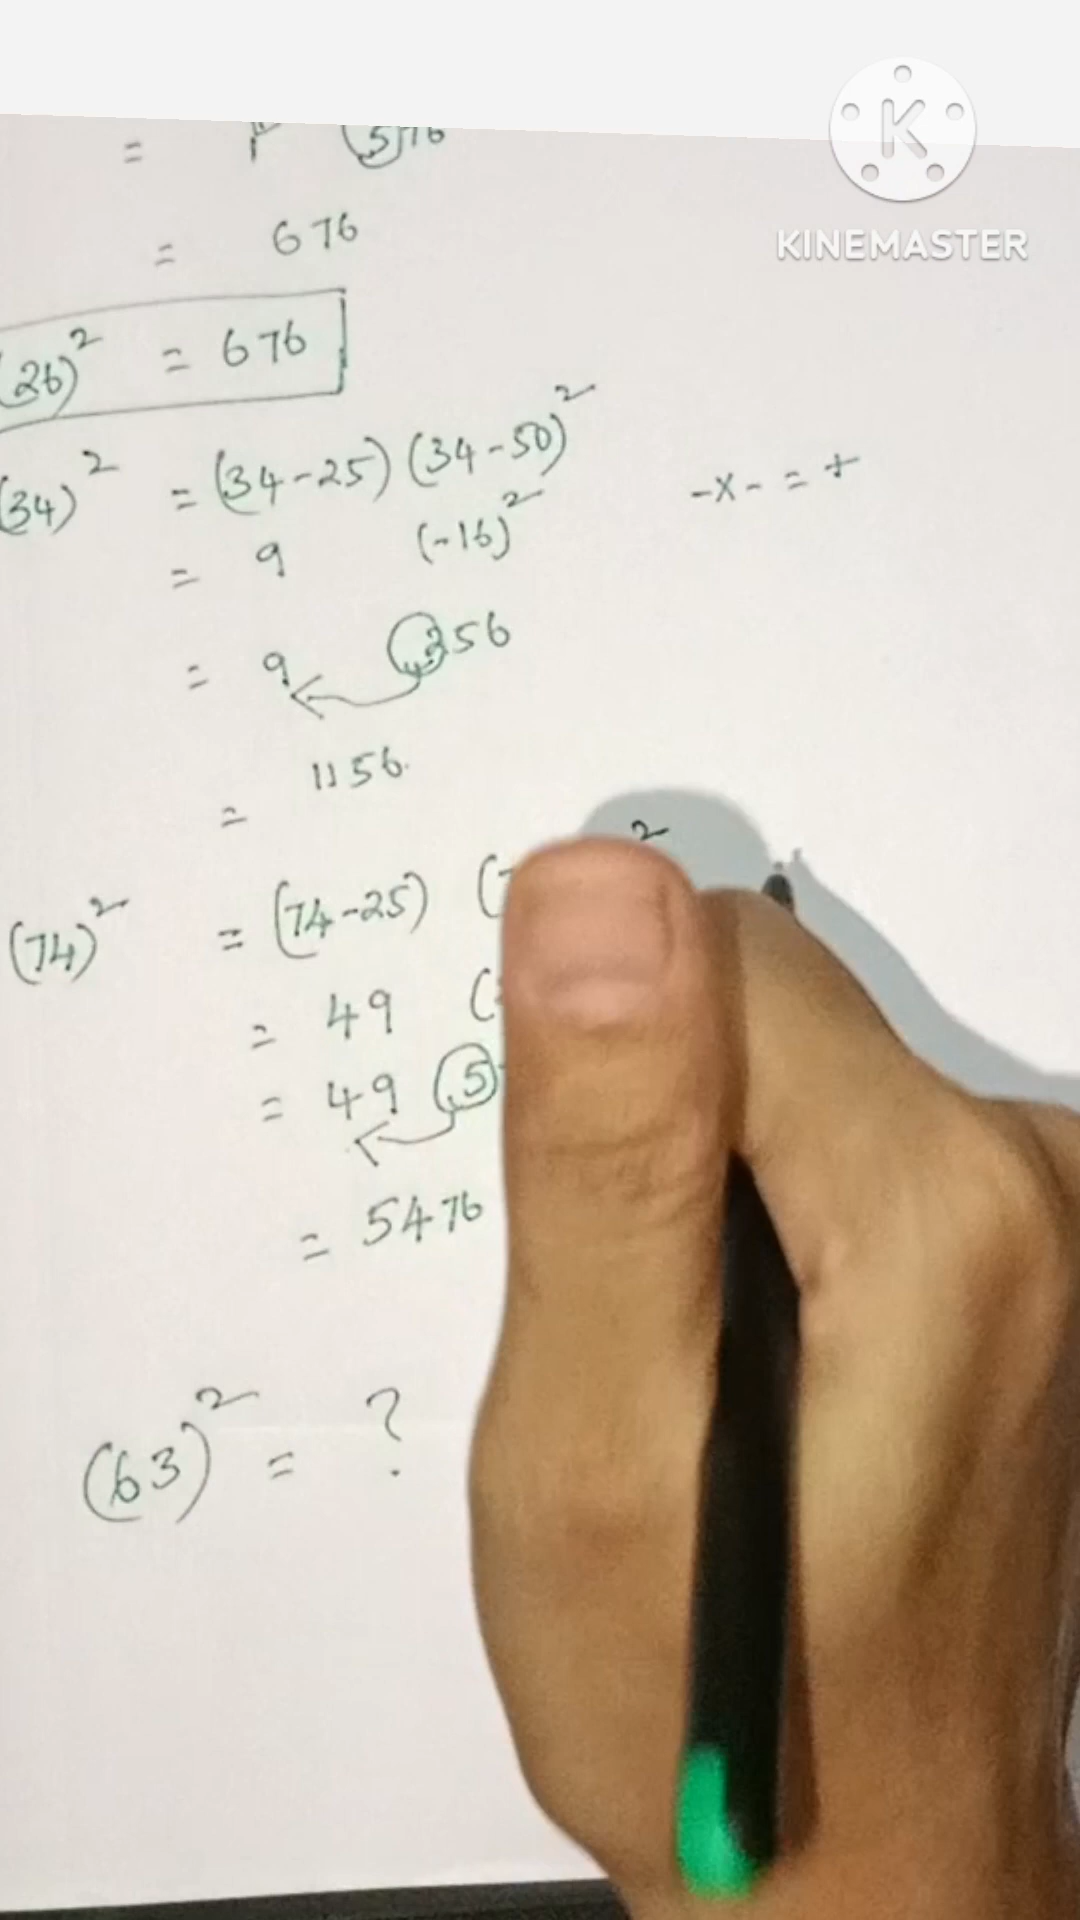 KINEMASTER
=
= 676
(26)² = 676
(34)² = (34-25) (34-50)²
-x- = +
= 9 (-16)²
= 9 256
= 1156.
(74)² = (74-25) ( ²
= 49 (
= 49 5
= 5476
(63)² = ?